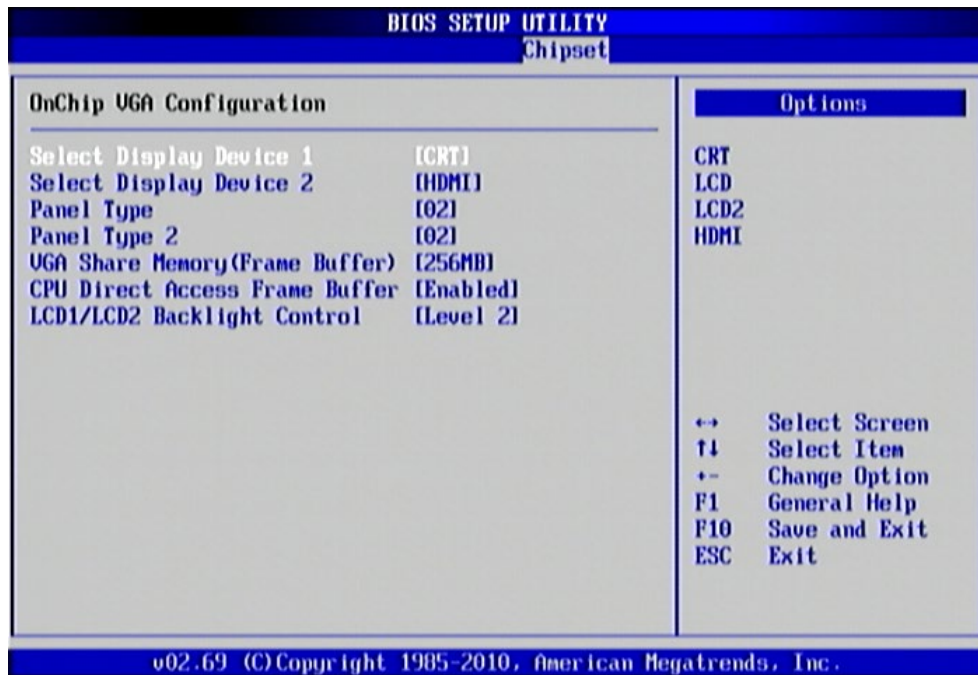 BIOS SETUP UTILITY
Chipset
OnChip VGA Configuration
Select Display Device 1 [CRT]
Select Display Device 2 [HDMI]
Panel Type [02]
Panel Type 2 [02]
VGA Share Memory(Frame Buffer) [256MB]
CPU Direct Access Frame Buffer [Enabled]
LCD1/LCD2 Backlight Control [Level 2]
Options
CRT
LCD
LCD2
HDMI
↔ Select Screen
↑↓ Select Item
+- Change Option
F1 General Help
F10 Save and Exit
ESC Exit
v02.69 (C)Copyright 1985-2010, American Megatrends, Inc.